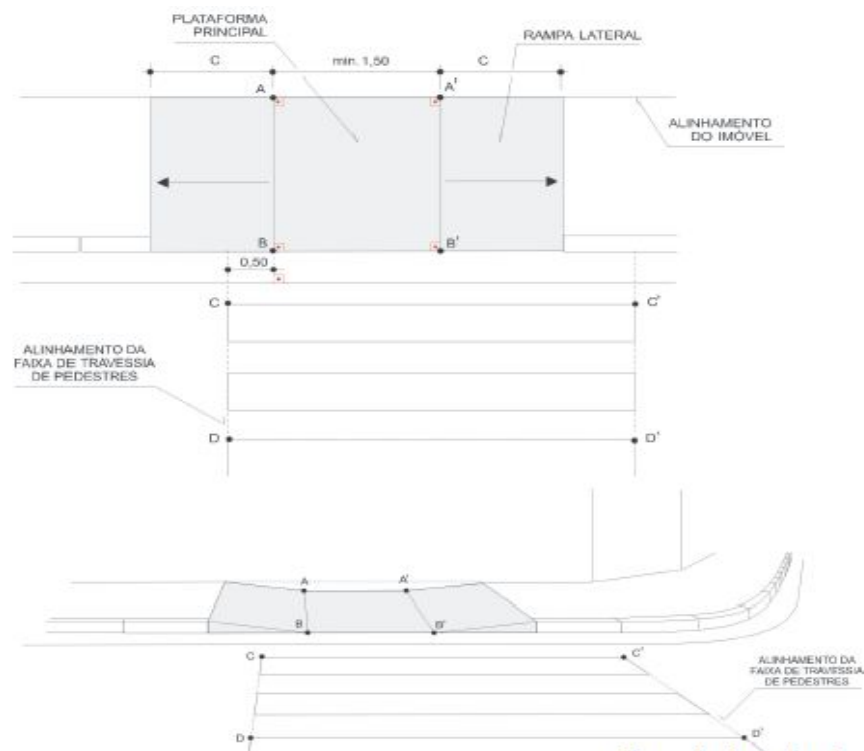 PLATAFORMA
PRINCIPAL
RAMPA LATERAL
C
min. 1,50
C
A
A'
ALINHAMENTO
DO IMÓVEL
B
B'
0,50
C
C'
ALINHAMENTO DA
FAIXA DE TRAVESSIA
DE PEDESTRES
D
D'
A
A'
B
B'
C
C'
ALINHAMENTO DA
FAIXA DE TRAVESSIA
DE PEDESTRES
D
D'